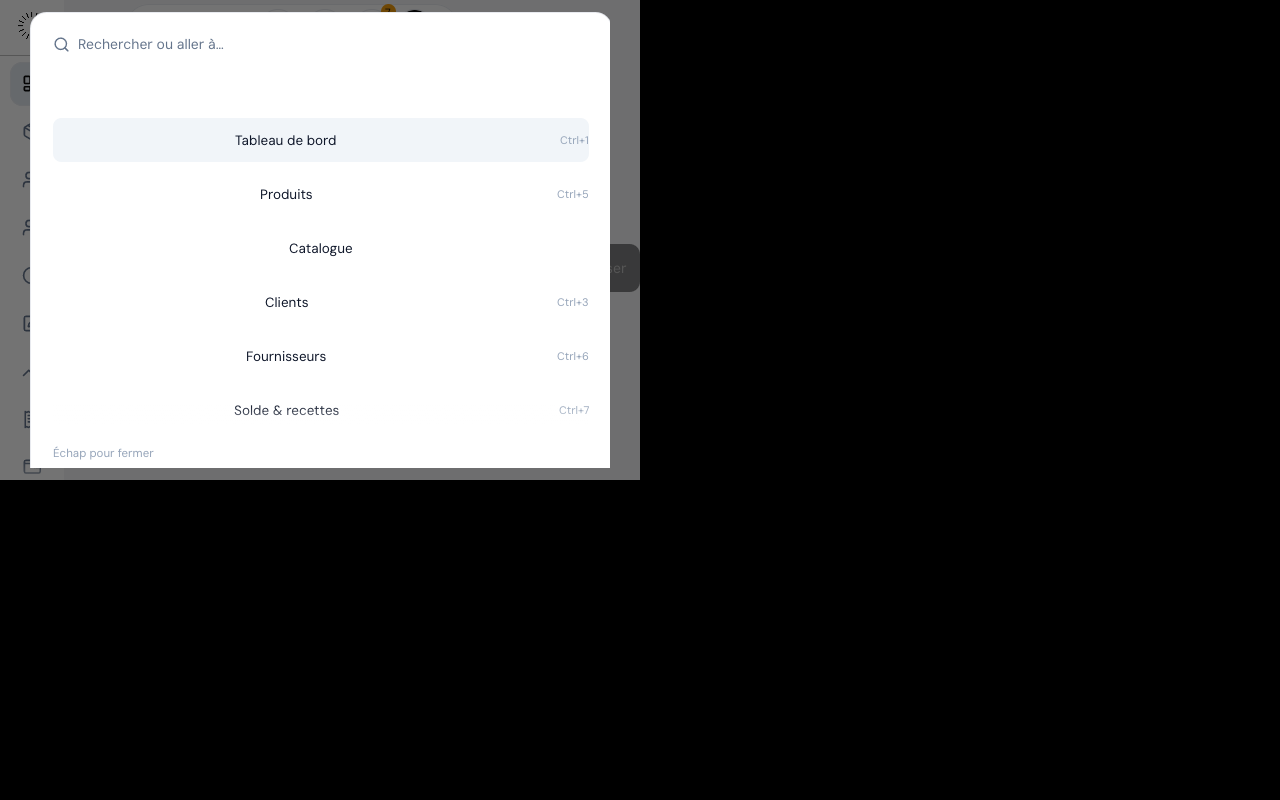 Rechercher ou aller à...
Tableau de bord Ctrl+1
Produits Ctrl+5
Catalogue
Clients Ctrl+3
Fournisseurs Ctrl+6
Solde & recettes Ctrl+7
Échap pour fermer